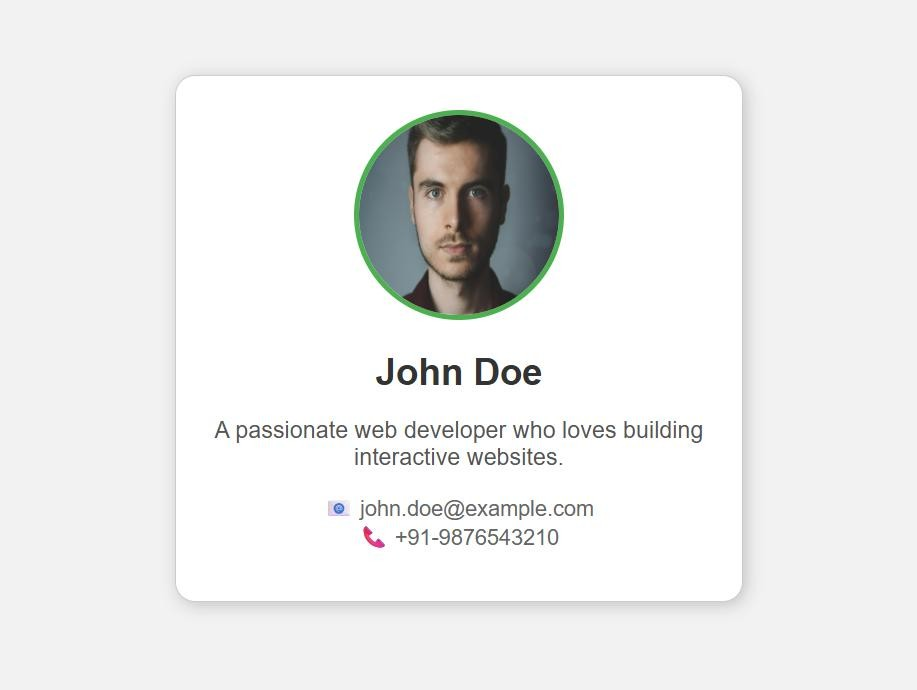 John Doe
A passionate web developer who loves building
interactive websites.
john.doe@example.com
+91-9876543210